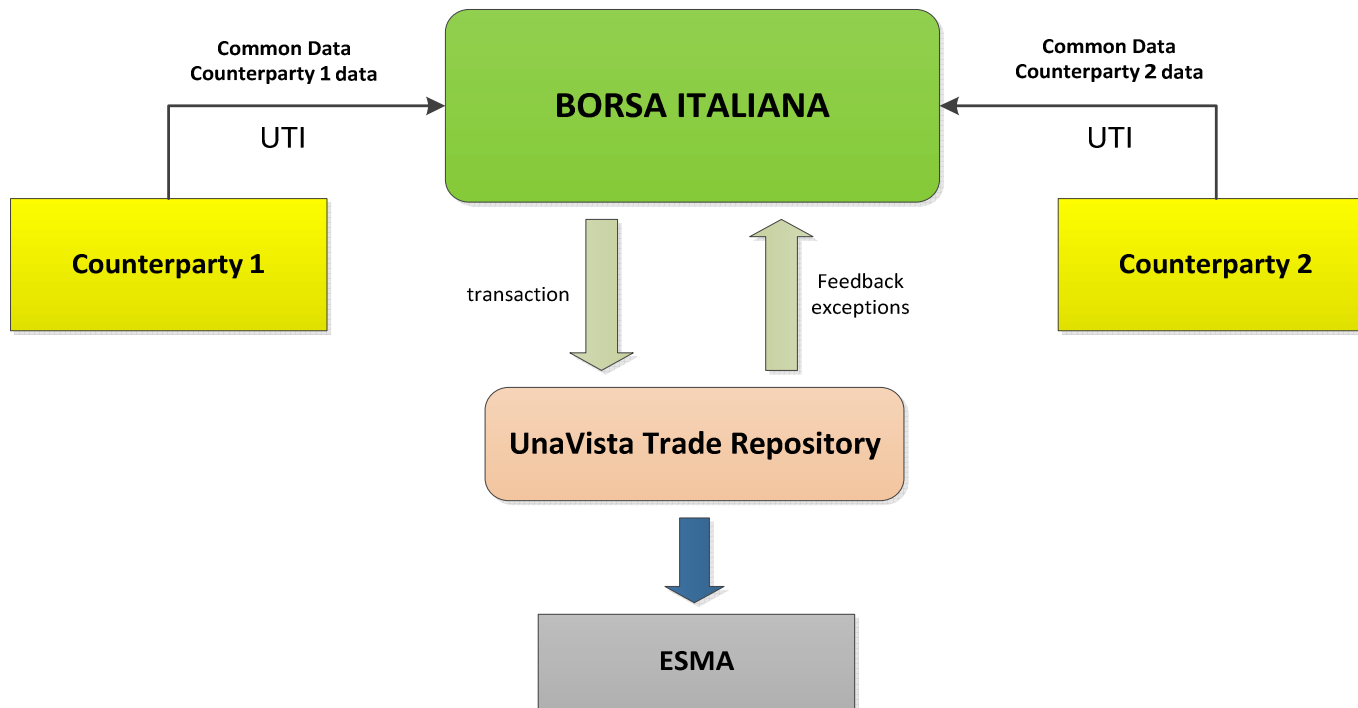 Common Data
Counterparty 1 data
UTI
BORSA ITALIANA
Common Data
Counterparty 2 data
UTI
Counterparty 1
Counterparty 2
transaction
Feedback
exceptions
UnaVista Trade Repository
ESMA